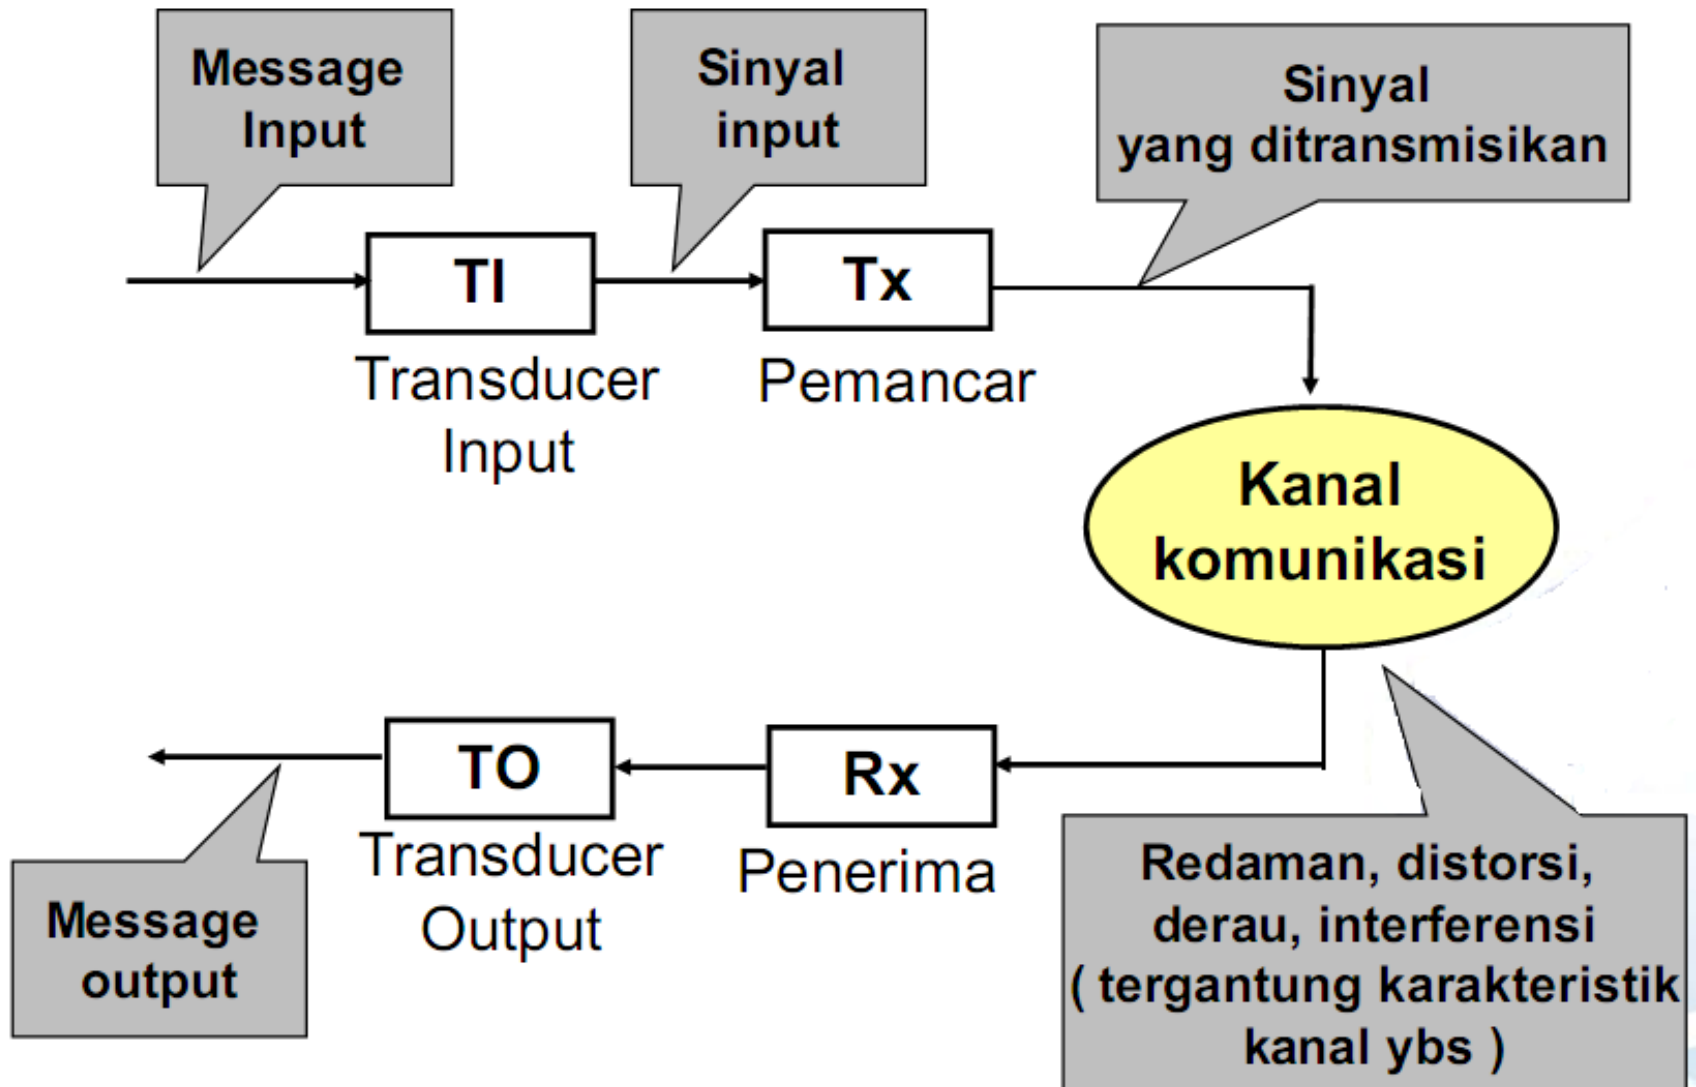 Message
Input
Sinyal
input
Sinyal
yang ditransmisikan
TI
Transducer
Input
Tx
Pemancar
Kanal
komunikasi
TO
Transducer
Output
Rx
Penerima
Message
output
Redaman, distorsi,
derau, interferensi
( tergantung karakteristik
kanal ybs )